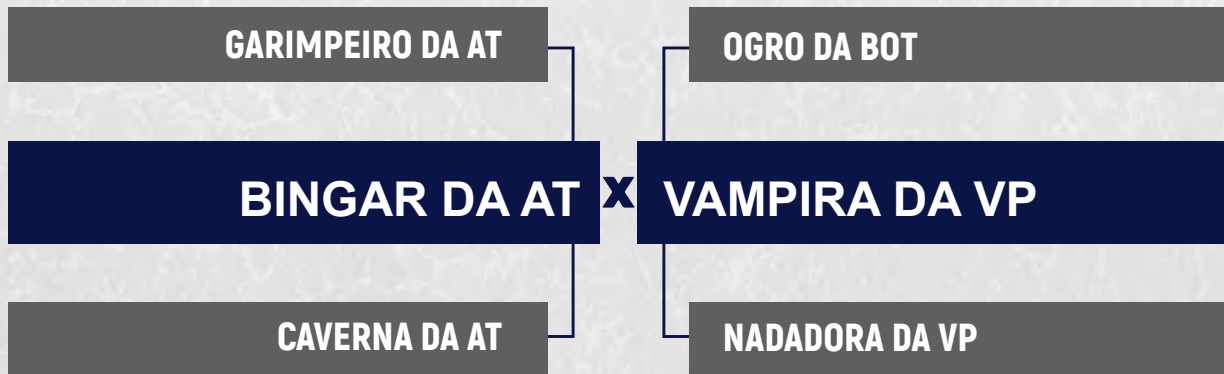 GARIMPEIRO DA AT
OGRO DA BOT
BINGAR DA AT X VAMPIRA DA VP
CAVERNA DA AT
NADADORA DA VP